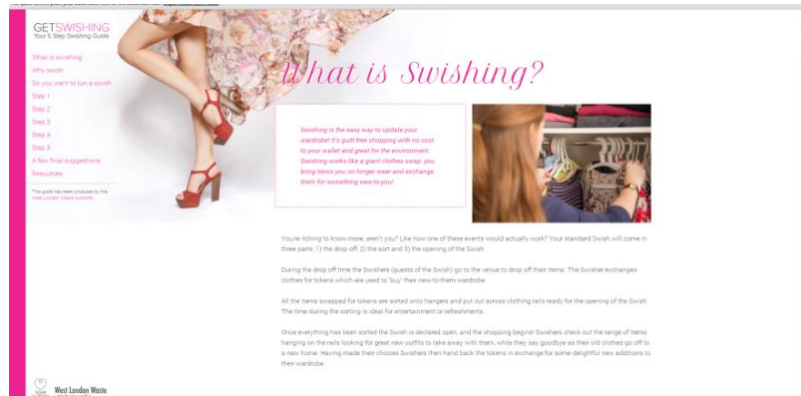 GETSWISHING
Your 5 Step Swishing Guide
What is swishing
Why swish
So you want to run a swish
Step 1
Step 2
Step 3
Step 4
Step 5
A few final suggestions
Resources
This guide has been produced by the
West London Waste Authority
What is Swishing?
Swishing is the easy way to update your
wardrobe! It's guilt free shopping with no cost
to your wallet and great for the environment.
Swishing works like a giant clothes swap: you
bring items you no longer wear and exchange
them for something new-to-you!
You're itching to know more, aren't you? Like how one of these events would actually work? Your standard Swish will come in
three parts: 1) the drop off, 2) the sort and 3) the opening of the Swish.
During the drop off time the Swishers (guests of the Swish) go to the venue to drop off their items. The Swisher exchanges
clothes for tokens which are used to 'buy' their new-to-them wardrobe.
All the items swapped for tokens are sorted onto hangers and put out across clothing rails ready for the opening of the Swish.
The time during the sorting is ideal for entertainment or refreshments.
Once everything has been sorted the Swish is declared open, and the shopping begins! Swishers check out the range of items
hanging on the rails looking for great new outfits to take away with them, while they say goodbye as their old clothes go off to
a new home. Having made their choices Swishers then hand back the tokens in exchange for some delightful new additions to
their wardrobe.
West London Waste